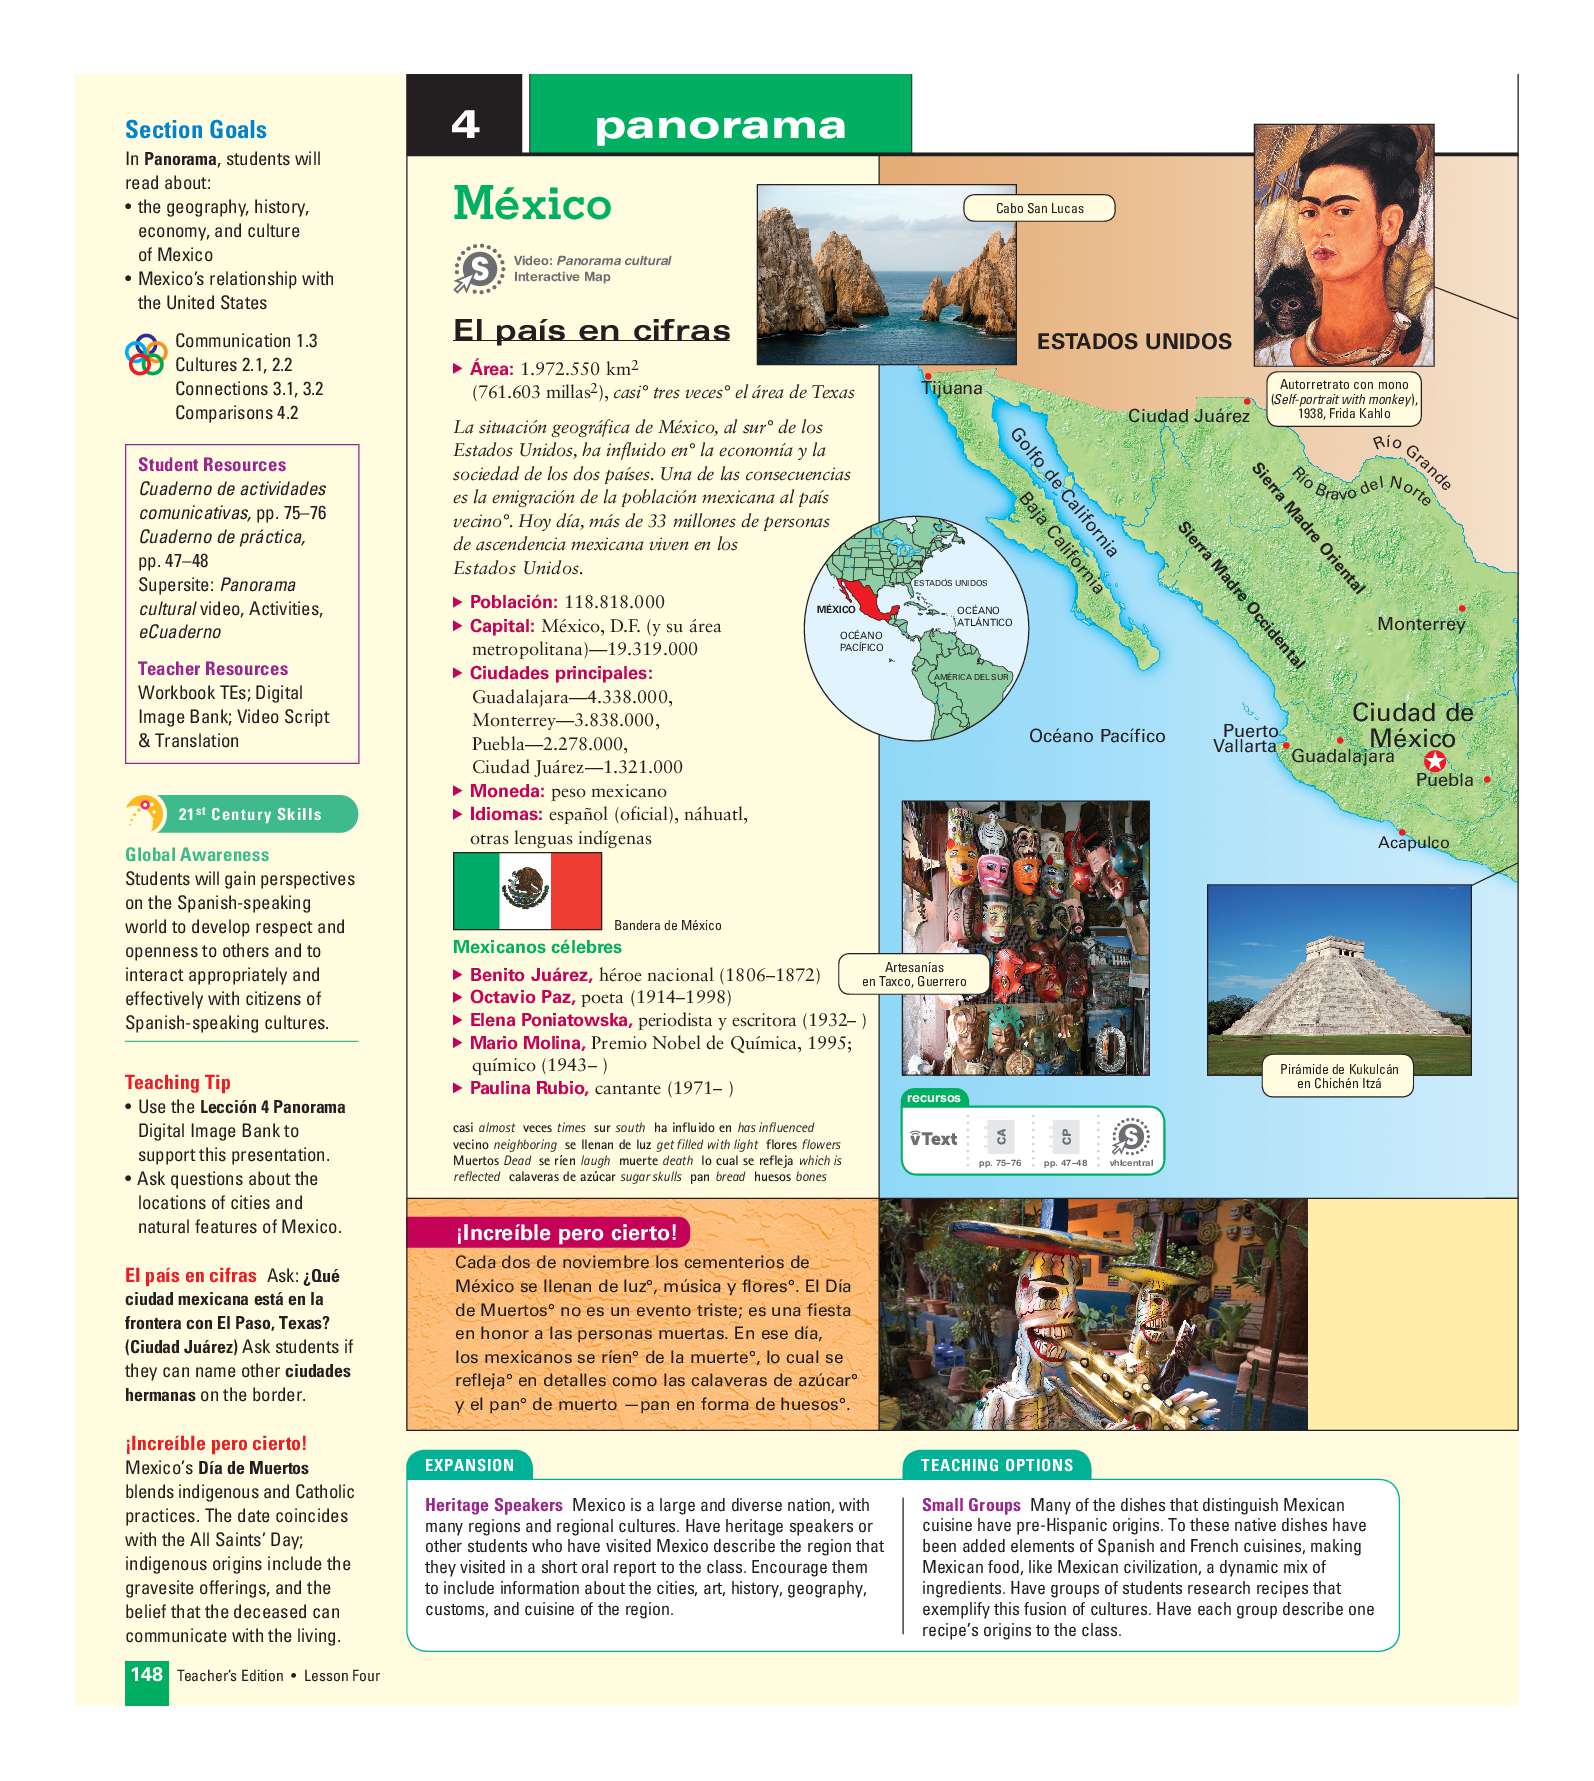 Section Goals
In Panorama, students will
read about:
• the geography, history,
economy, and culture
of Mexico
• Mexico’s relationship with
the United States
Communication 1.3
Cultures 2.1, 2.2
Connections 3.1, 3.2
Comparisons 4.2
Student Resources
Cuaderno de actividades
comunicativas, pp. 75–76
Cuaderno de práctica,
pp. 47–48
Supersite: Panorama
cultural video, Activities,
eCuaderno
Teacher Resources
Workbook TEs; Digital
Image Bank; Video Script
& Translation
21st Century Skills
Global Awareness
Students will gain perspectives
on the Spanish-speaking
world to develop respect and
openness to others and to
interact appropriately and
effectively with citizens of
Spanish-speaking cultures.
Teaching Tip
• Use the Lección 4 Panorama
Digital Image Bank to
support this presentation.
• Ask questions about the
locations of cities and
natural features of Mexico.
El país en cifras Ask: ¿Qué
ciudad mexicana está en la
frontera con El Paso, Texas?
(Ciudad Juárez) Ask students if
they can name other ciudades
hermanas on the border.
¡Increíble pero cierto!
Mexico’s Día de Muertos
blends indigenous and Catholic
practices. The date coincides
with the All Saints’ Day;
indigenous origins include the
gravesite offerings, and the
belief that the deceased can
communicate with the living.
148 Teacher’s Edition • Lesson Four
4 panorama
México
S
Video: Panorama cultural
Interactive Map
El país en cifras
Área: 1.972.550 km2
(761.603 millas2), casi° tres veces° el área de Texas
La situación geográfica de México, al sur° de los
Estados Unidos, ha influido en° la economía y la
sociedad de los dos países. Una de las consecuencias
es la emigración de la población mexicana al país
vecino°. Hoy día, más de 33 millones de personas
de ascendencia mexicana viven en los
Estados Unidos.
Población: 118.818.000
Capital: México, D.F. (y su área
metropolitana)—19.319.000
Ciudades principales:
Guadalajara—4.338.000,
Monterrey—3.838.000,
Puebla—2.278.000,
Ciudad Juárez—1.321.000
Moneda: peso mexicano
Idiomas: español (oficial), náhuatl,
otras lenguas indígenas
Bandera de México
Mexicanos célebres
Benito Juárez, héroe nacional (1806–1872)
Octavio Paz, poeta (1914–1998)
Elena Poniatowska, periodista y escritora (1932– )
Mario Molina, Premio Nobel de Química, 1995;
químico (1943– )
Paulina Rubio, cantante (1971– )
casi almost veces times sur south ha influido en has influenced
vecino neighboring se llenan de luz get filled with light flores flowers
Muertos Dead se ríen laugh muerte death lo cual se refleja which is
reflected calaveras de azúcar sugar skulls pan bread huesos bones
Cabo San Lucas
Autorretrato con mono
(Self-portrait with monkey),
1938, Frida Kahlo
ESTADOS UNIDOS
Tijuana
Ciudad Juárez
Río Grande
Río Bravo del Norte
Golfo de California
Baja California
Sierra Madre Oriental
Sierra Madre Occidental
Monterrey
Ciudad de
México
Puerto
Vallarta
Guadalajara
Puebla
Acapulco
Océano Pacífico
ESTADOS UNIDOS
MÉXICO
OCÉANO
ATLÁNTICO
OCÉANO
PACÍFICO
AMÉRICA DEL SUR
Artesanías
en Taxco, Guerrero
Pirámide de Kukulcán
en Chichén Itzá
recursos
vText
CA
pp. 75–76
CP
pp. 47–48
S
vhlcentral
¡Increíble pero cierto!
Cada dos de noviembre los cementerios de
México se llenan de luz°, música y flores°. El Día
de Muertos° no es un evento triste; es una fiesta
en honor a las personas muertas. En ese día,
los mexicanos se ríen° de la muerte°, lo cual se
refleja° en detalles como las calaveras de azúcar°
y el pan° de muerto —pan en forma de huesos°.
EXPANSION
Heritage Speakers Mexico is a large and diverse nation, with
many regions and regional cultures. Have heritage speakers or
other students who have visited Mexico describe the region that
they visited in a short oral report to the class. Encourage them
to include information about the cities, art, history, geography,
customs, and cuisine of the region.
TEACHING OPTIONS
Small Groups Many of the dishes that distinguish Mexican
cuisine have pre-Hispanic origins. To these native dishes have
been added elements of Spanish and French cuisines, making
Mexican food, like Mexican civilization, a dynamic mix of
ingredients. Have groups of students research recipes that
exemplify this fusion of cultures. Have each group describe one
recipe’s origins to the class.